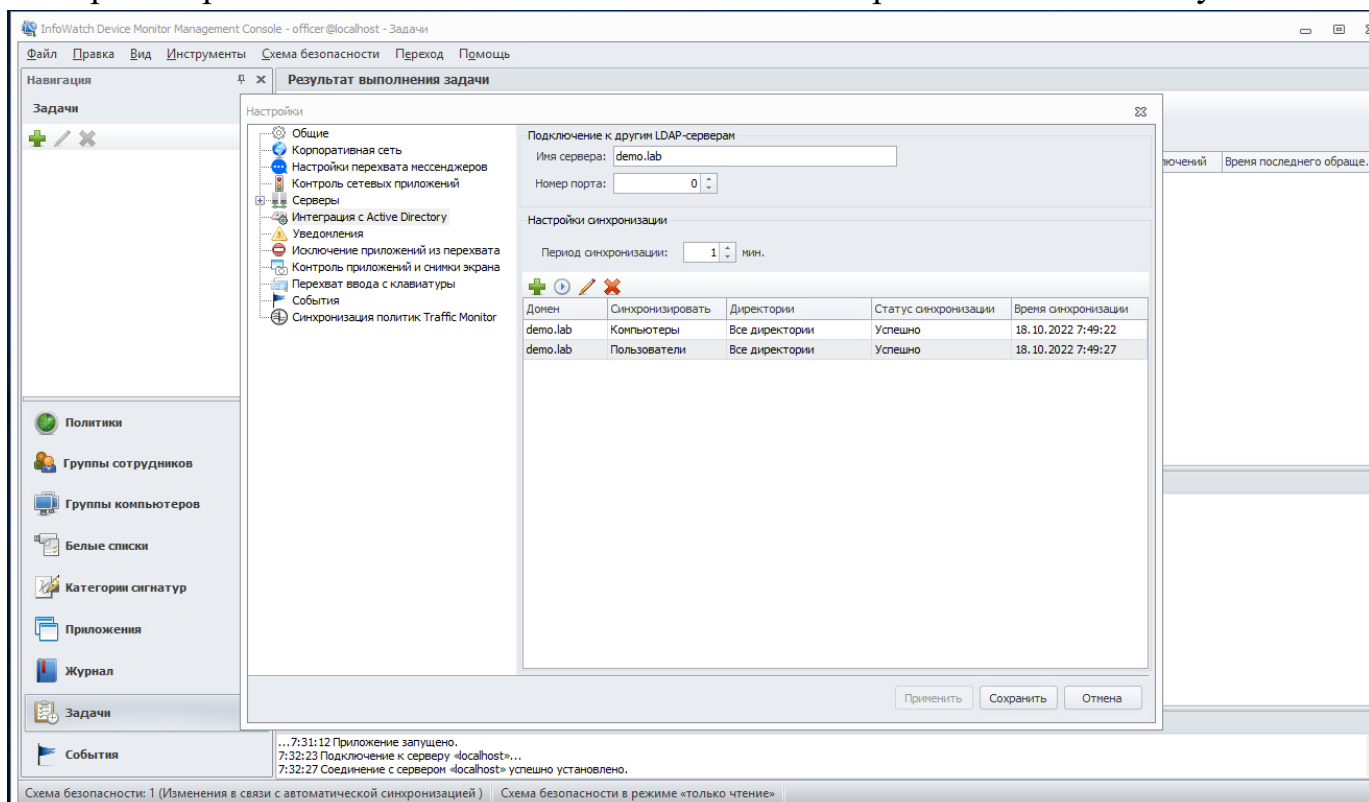 InfoWatch Device Monitor Management Console - officer@localhost - Задачи
Файл Правка Вид Инструменты Схема безопасности Переход Помощь
Навигация
Результат выполнения задачи
Задачи
Настройки
Общие
Корпоративная сеть
Настройки перехвата мессенджеров
Контроль сетевых приложений
Серверы
Интеграция с Active Directory
Уведомления
Исключение приложений из перехвата
Контроль приложений и снимки экрана
Перехват ввода с клавиатуры
События
Синхронизация политик Traffic Monitor
Подключение к другим LDAP-серверам
Имя сервера: demo.lab
Номер порта: 0
Настройки синхронизации
Период синхронизации: 1 мин.
Домен Синхронизировать Директории Статус синхронизации Время синхронизации
demo.lab Компьютеры Все директории Успешно 18.10.2022 7:49:22
demo.lab Пользователи Все директории Успешно 18.10.2022 7:49:27
Применить Сохранить Отмена
лючений Время последнего обраще...
Политики
Группы сотрудников
Группы компьютеров
Белые списки
Категории сигнатур
Приложения
Журнал
Задачи
События
...7:31:12 Приложение запущено.
7:32:23 Подключение к серверу «localhost»...
7:32:27 Соединение с сервером «localhost» успешно установлено.
Схема безопасности: 1 (Изменения в связи с автоматической синхронизацией ) Схема безопасности в режиме «только чтение»